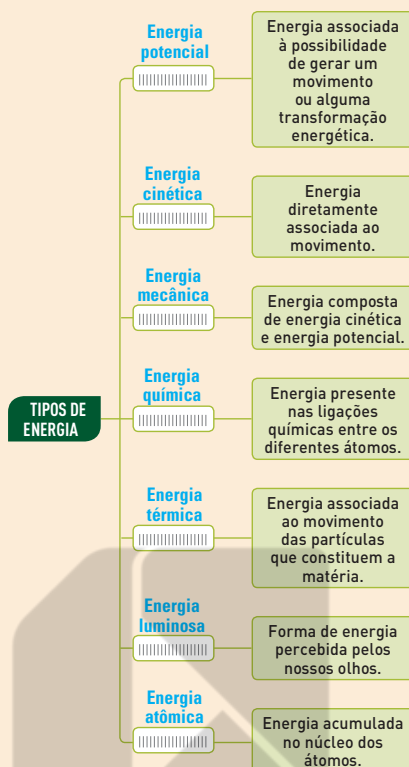 Energia
potencial
Energia associada
à possibilidade
de gerar um
movimento
ou alguma
transformação
energética.
Energia
cinética
Energia
diretamente
associada ao
movimento.
Energia
mecânica
Energia composta
de energia cinética
e energia potencial.
TIPOS DE
ENERGIA
Energia
química
Energia presente
nas ligações
químicas entre os
diferentes átomos.
Energia
térmica
Energia associada
ao movimento
das partículas
que constituem a
matéria.
Energia
luminosa
Forma de energia
percebida pelos
nossos olhos.
Energia
atômica
Energia acumulada
no núcleo dos
átomos.